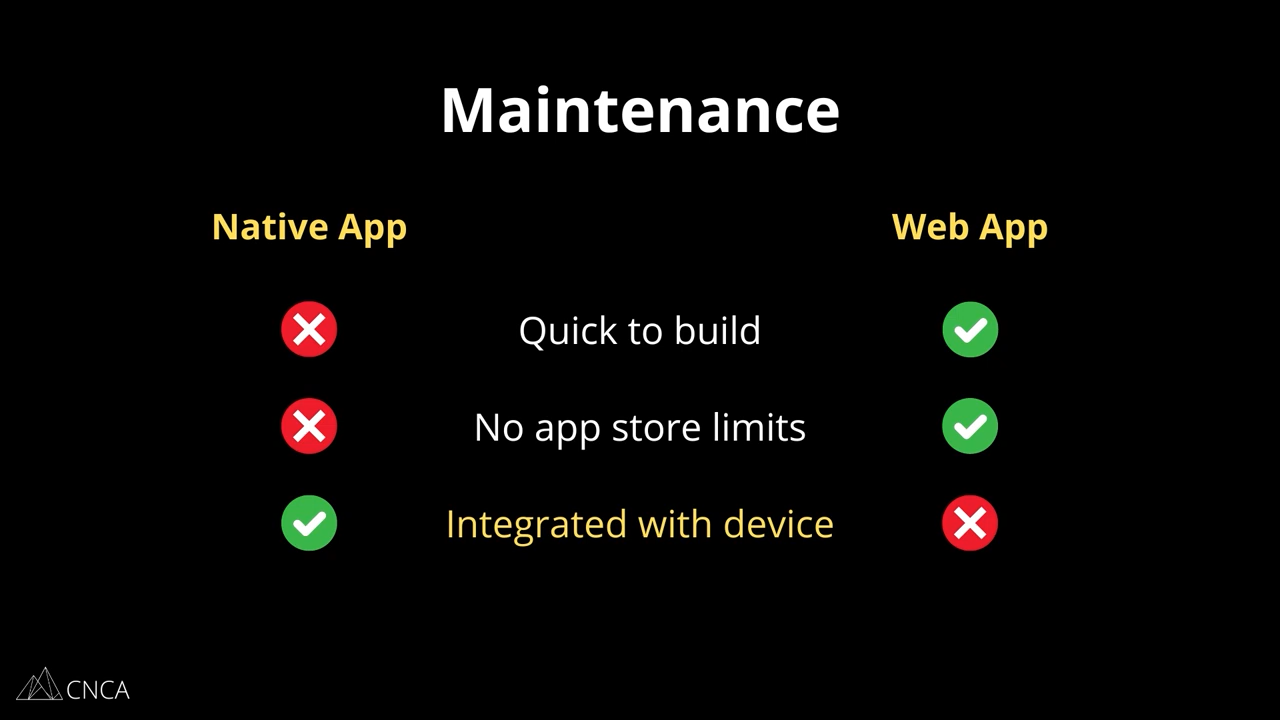 Maintenance
Native App
Web App
Quick to build
No app store limits
Integrated with device
CNCA